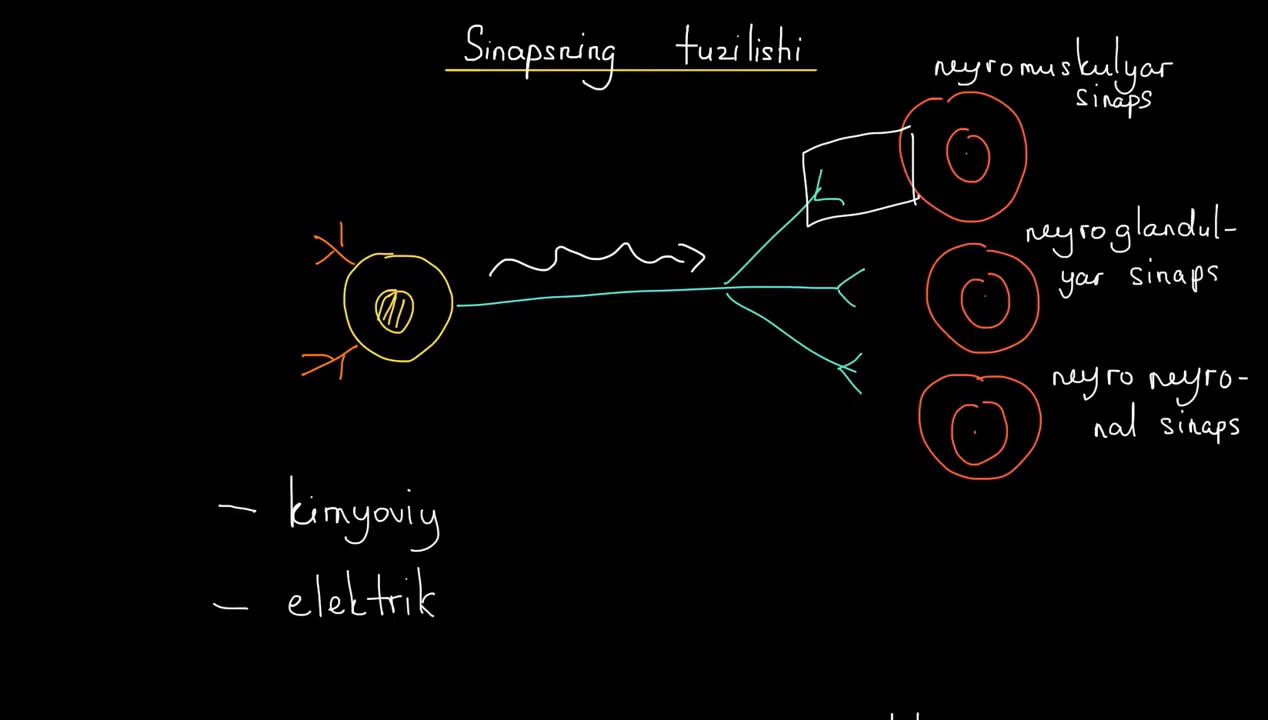 Sinapsning tuzilishi
neyromuskulyar
sinaps
neyroglandul-
yar sinaps
neyro neyro-
nal sinaps
- kimyoviy
- elektrik